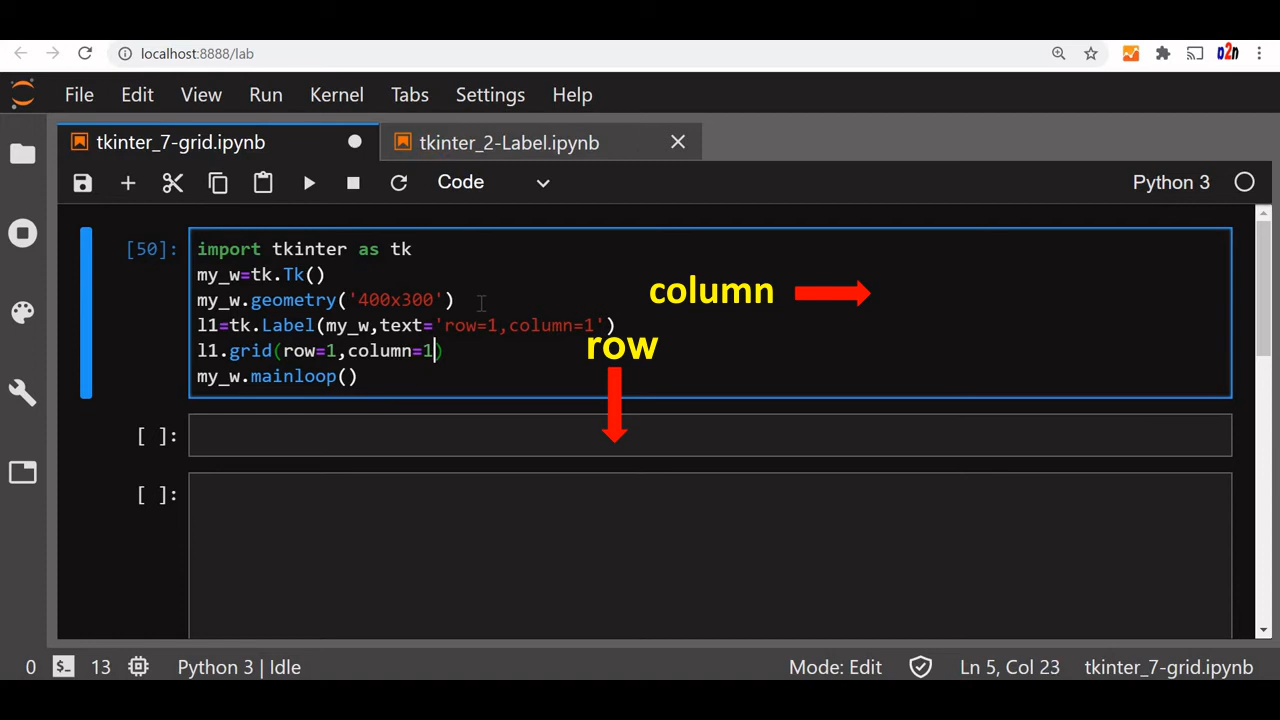 localhost:8888/lab
o2n
File Edit View Run Kernel Tabs Settings Help
tkinter_7-grid.ipynb tkinter_2-Label.ipynb
Code Python 3
[50]: import tkinter as tk
my_w=tk.Tk()
my_w.geometry('400x300')
column
l1=tk.Label(my_w,text='row=1,column=1')
row
l1.grid(row=1,column=1)
my_w.mainloop()
[ ]:
[ ]:
0 13 Python 3 | Idle Mode: Edit Ln 5, Col 23 tkinter_7-grid.ipynb